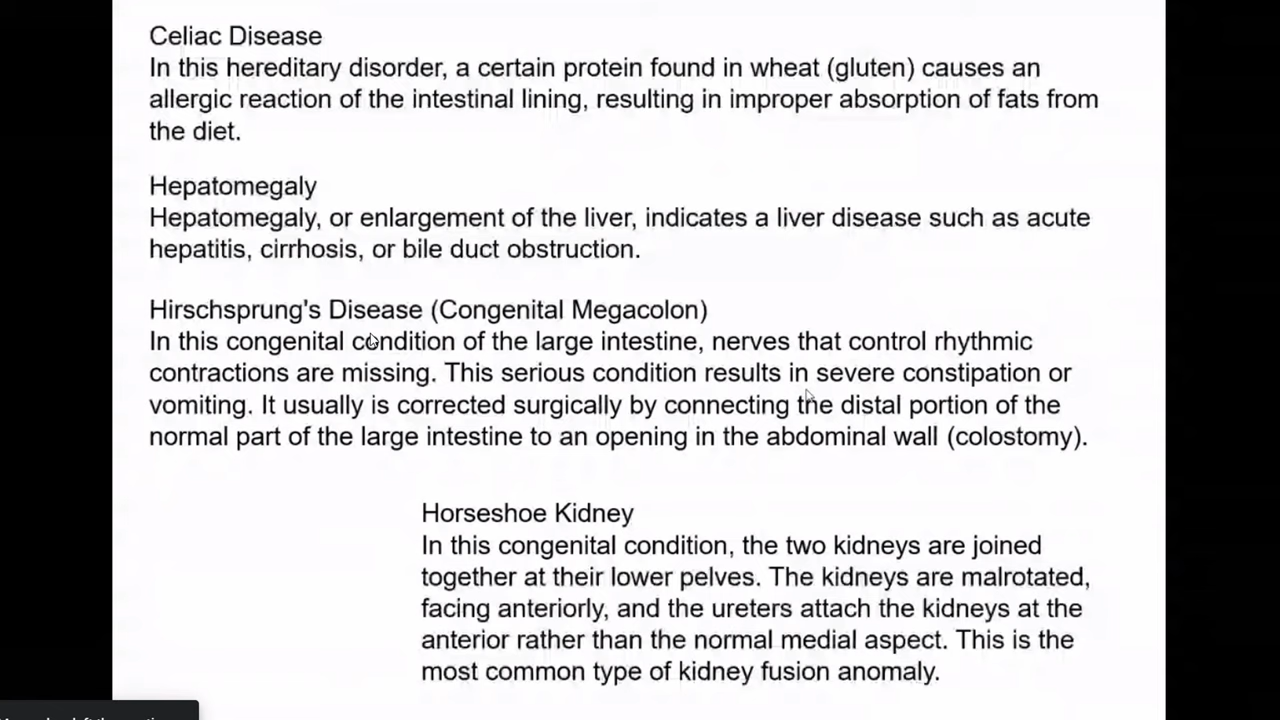 Celiac Disease
In this hereditary disorder, a certain protein found in wheat (gluten) causes an
allergic reaction of the intestinal lining, resulting in improper absorption of fats from
the diet.
Hepatomegaly
Hepatomegaly, or enlargement of the liver, indicates a liver disease such as acute
hepatitis, cirrhosis, or bile duct obstruction.
Hirschsprung's Disease (Congenital Megacolon)
In this congenital condition of the large intestine, nerves that control rhythmic
contractions are missing. This serious condition results in severe constipation or
vomiting. It usually is corrected surgically by connecting the distal portion of the
normal part of the large intestine to an opening in the abdominal wall (colostomy).
Horseshoe Kidney
In this congenital condition, the two kidneys are joined
together at their lower pelves. The kidneys are malrotated,
facing anteriorly, and the ureters attach the kidneys at the
anterior rather than the normal medial aspect. This is the
most common type of kidney fusion anomaly.